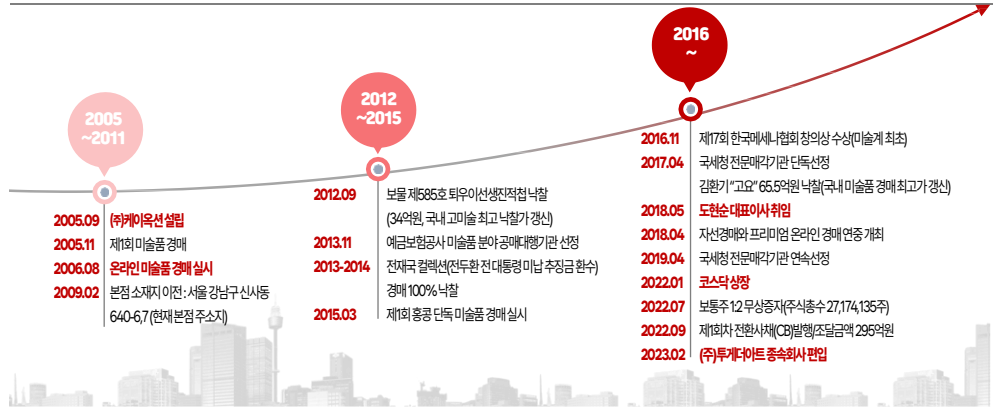 2005
~2011
2005.09 ㈜케이옥션 설립
2005.11 제1회 미술품 경매
2006.08 온라인 미술품 경매 실시
2009.02 본점 소재지 이전 : 서울 강남구 신사동
640-6,7 (현재 본점 주소지)
2012
~2015
2012.09 보물 제585호 퇴우이선생진적첩 낙찰
(34억원, 국내 고미술 최고 낙찰가 갱신)
2013.11 예금보험공사 미술품 분야 공매대행기관 선정
2013-2014 전재국 컬렉션(전두환 전 대통령 미납 추징금 환수)
경매 100% 낙찰
2015.03 제1회 홍콩 단독 미술품 경매 실시
2016
~
2016.11 제17회 한국메세나협회 창의상 수상(미술계 최초)
2017.04 국세청 전문매각기관 단독선정
김환기 “고요” 65.5억원 낙찰(국내 미술품 경매 최고가 갱신)
2018.05 도현순 대표이사 취임
2018.04 자선경매와 프리미엄 온라인 경매 연중 개최
2019.04 국세청 전문매각기관 연속선정
2022.01 코스닥 상장
2022.07 보통주 1:2 무상증자(주식총수 27,174,135주)
2022.09 제1회차 전환사채(CB)발행/조달금액 295억원
2023.02 (주)투게더아트 종속회사 편입